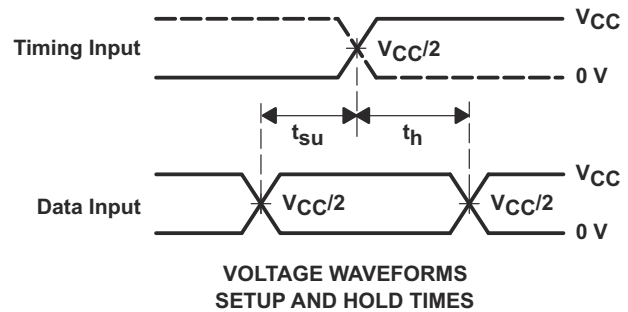 VCC
Timing Input
VCC/2
0 V
tsu
th
VCC
Data Input
VCC/2
VCC/2
0 V
VOLTAGE WAVEFORMS
SETUP AND HOLD TIMES